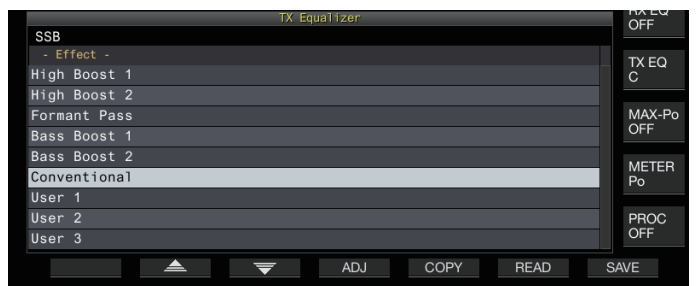 TX Equalizer
SSB
- Effect -
High Boost 1
High Boost 2
Formant Pass
Bass Boost 1
Bass Boost 2
Conventional
User 1
User 2
User 3
RX EQ
OFF
TX EQ
C
MAX-Po
OFF
METER
Po
PROC
OFF
ADJ
COPY
READ
SAVE